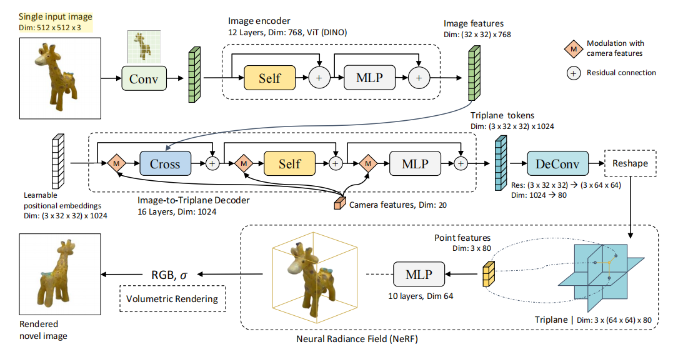 Single input image
Dim: 512 x 512 x 3
Conv
Image encoder
12 Layers, Dim: 768, ViT (DINO)
Self
+
MLP
+
Image features
Dim: (32 x 32) x 768
M
Modulation with
camera features
+
Residual connection
Learnable
positional embeddings
Dim: (3 x 32 x 32) x 1024
M
Cross
+
M
Self
+
M
MLP
+
Image-to-Triplane Decoder
16 Layers, Dim: 1024
Camera features, Dim: 20
Triplane tokens
Dim: (3 x 32 x 32) x 1024
DeConv
Res: (3 x 32 x 32) → (3 x 64 x 64)
Dim: 1024 → 80
Reshape
Rendered
novel image
RGB, σ
Volumetric Rendering
MLP
10 layers, Dim 64
Point features
Dim: 3 x 80
Triplane | Dim: 3 x (64 x 64) x 80
Neural Radiance Field (NeRF)